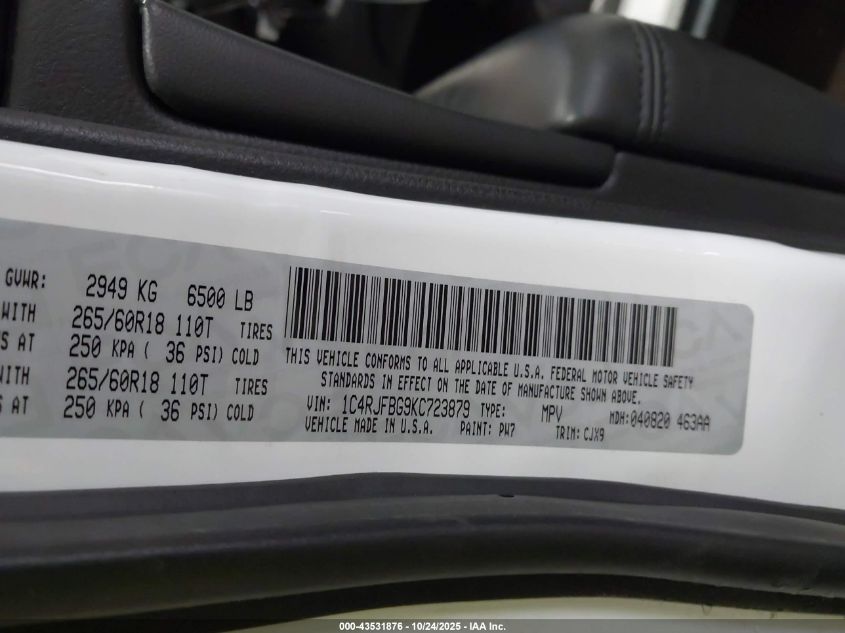 GVWR: 2949 KG 6500 LB
WITH 265/60R18 110T TIRES
S AT 250 KPA ( 36 PSI) COLD
WITH 265/60R18 110T TIRES
S AT 250 KPA ( 36 PSI) COLD
THIS VEHICLE CONFORMS TO ALL APPLICABLE U.S.A. FEDERAL MOTOR VEHICLE SAFETY
STANDARDS IN EFFECT ON THE DATE OF MANUFACTURE SHOWN ABOVE.
VIN: 1C4RJFBG9KC723879 TYPE: MPV MDH:040820 463AA
VEHICLE MADE IN U.S.A. PAINT: PW7 TRIM: CJX9
000-43531876 - 10/24/2025 - IAA Inc.